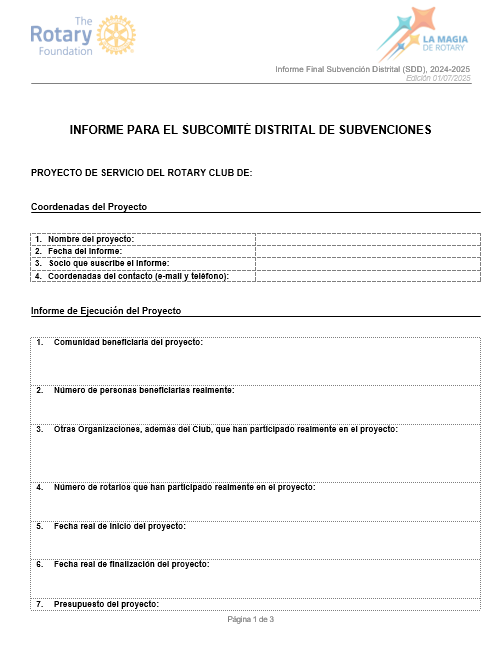 The
Rotary
Foundation
LA MAGIA
DE ROTARY
Informe Final Subvención Distrital (SDD), 2024-2025
Edición 01/07/2025
INFORME PARA EL SUBCOMITÉ DISTRITAL DE SUBVENCIONES
PROYECTO DE SERVICIO DEL ROTARY CLUB DE:
Coordenadas del Proyecto
1. Nombre del proyecto:
2. Fecha del informe:
3. Socio que suscribe el informe:
4. Coordenadas del contacto (e-mail y teléfono):
Informe de Ejecución del Proyecto
1. Comunidad beneficiaria del proyecto:
2. Número de personas beneficiarias realmente:
3. Otras Organizaciones, además del Club, que han participado realmente en el proyecto:
4. Número de rotarios que han participado realmente en el proyecto:
5. Fecha real de inicio del proyecto:
6. Fecha real de finalización del proyecto:
7. Presupuesto del proyecto:
Página 1 de 3